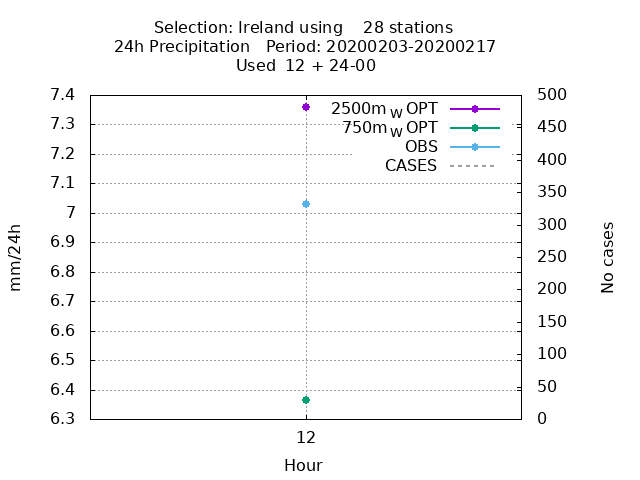 Selection: Ireland using 28 stations
24h Precipitation Period: 20200203-20200217
Used 12 + 24-00
7.4
7.3
7.2
7.1
7
6.9
6.8
6.7
6.6
6.5
6.4
6.3
mm/24h
2500m W OPT
750m W OPT
OBS
CASES
500
450
400
350
300
250
200
150
100
50
0
No cases
12
Hour